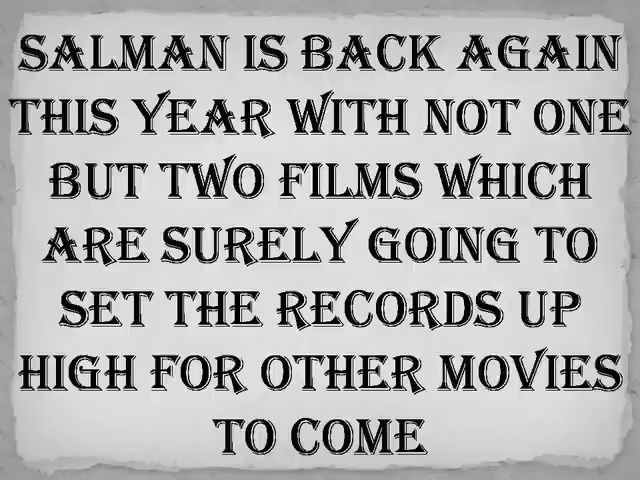 SALMAN IS BACK AGAIN
THIS YEAR WITH NOT ONE
BUT TWO FILMS WHICH
ARE SURELY GOING TO
SET THE RECORDS UP
HIGH FOR OTHER MOVIES
TO COME